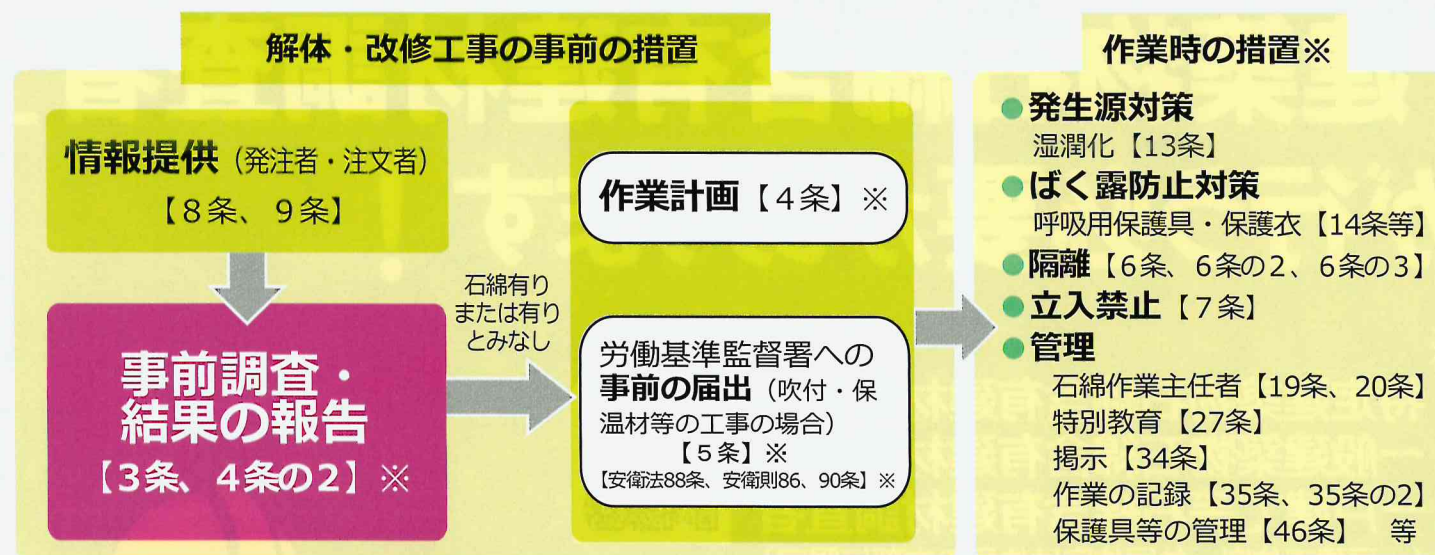 解体・改修工事の事前の措置
情報提供（発注者・注文者）
【８条、９条】
事前調査・
結果の報告
【３条、４条の2】※
石綿有り
または有り
とみなし
作業計画【４条】※
労働基準監督署への
事前の届出（吹付・保
温材等の工事の場合）
【５条】※
【安衛法88条、安衛則86、90条】※
作業時の措置※
●発生源対策
湿潤化【13条】
●ばく露防止対策
呼吸用保護具・保護衣【14条等】
●隔離【６条、６条の２、６条の３】
●立入禁止【７条】
●管理
石綿作業主任者【19条、20条】
特別教育【27条】
掲示【34条】
作業の記録【35条、35条の2】
保護具等の管理【46条】　等